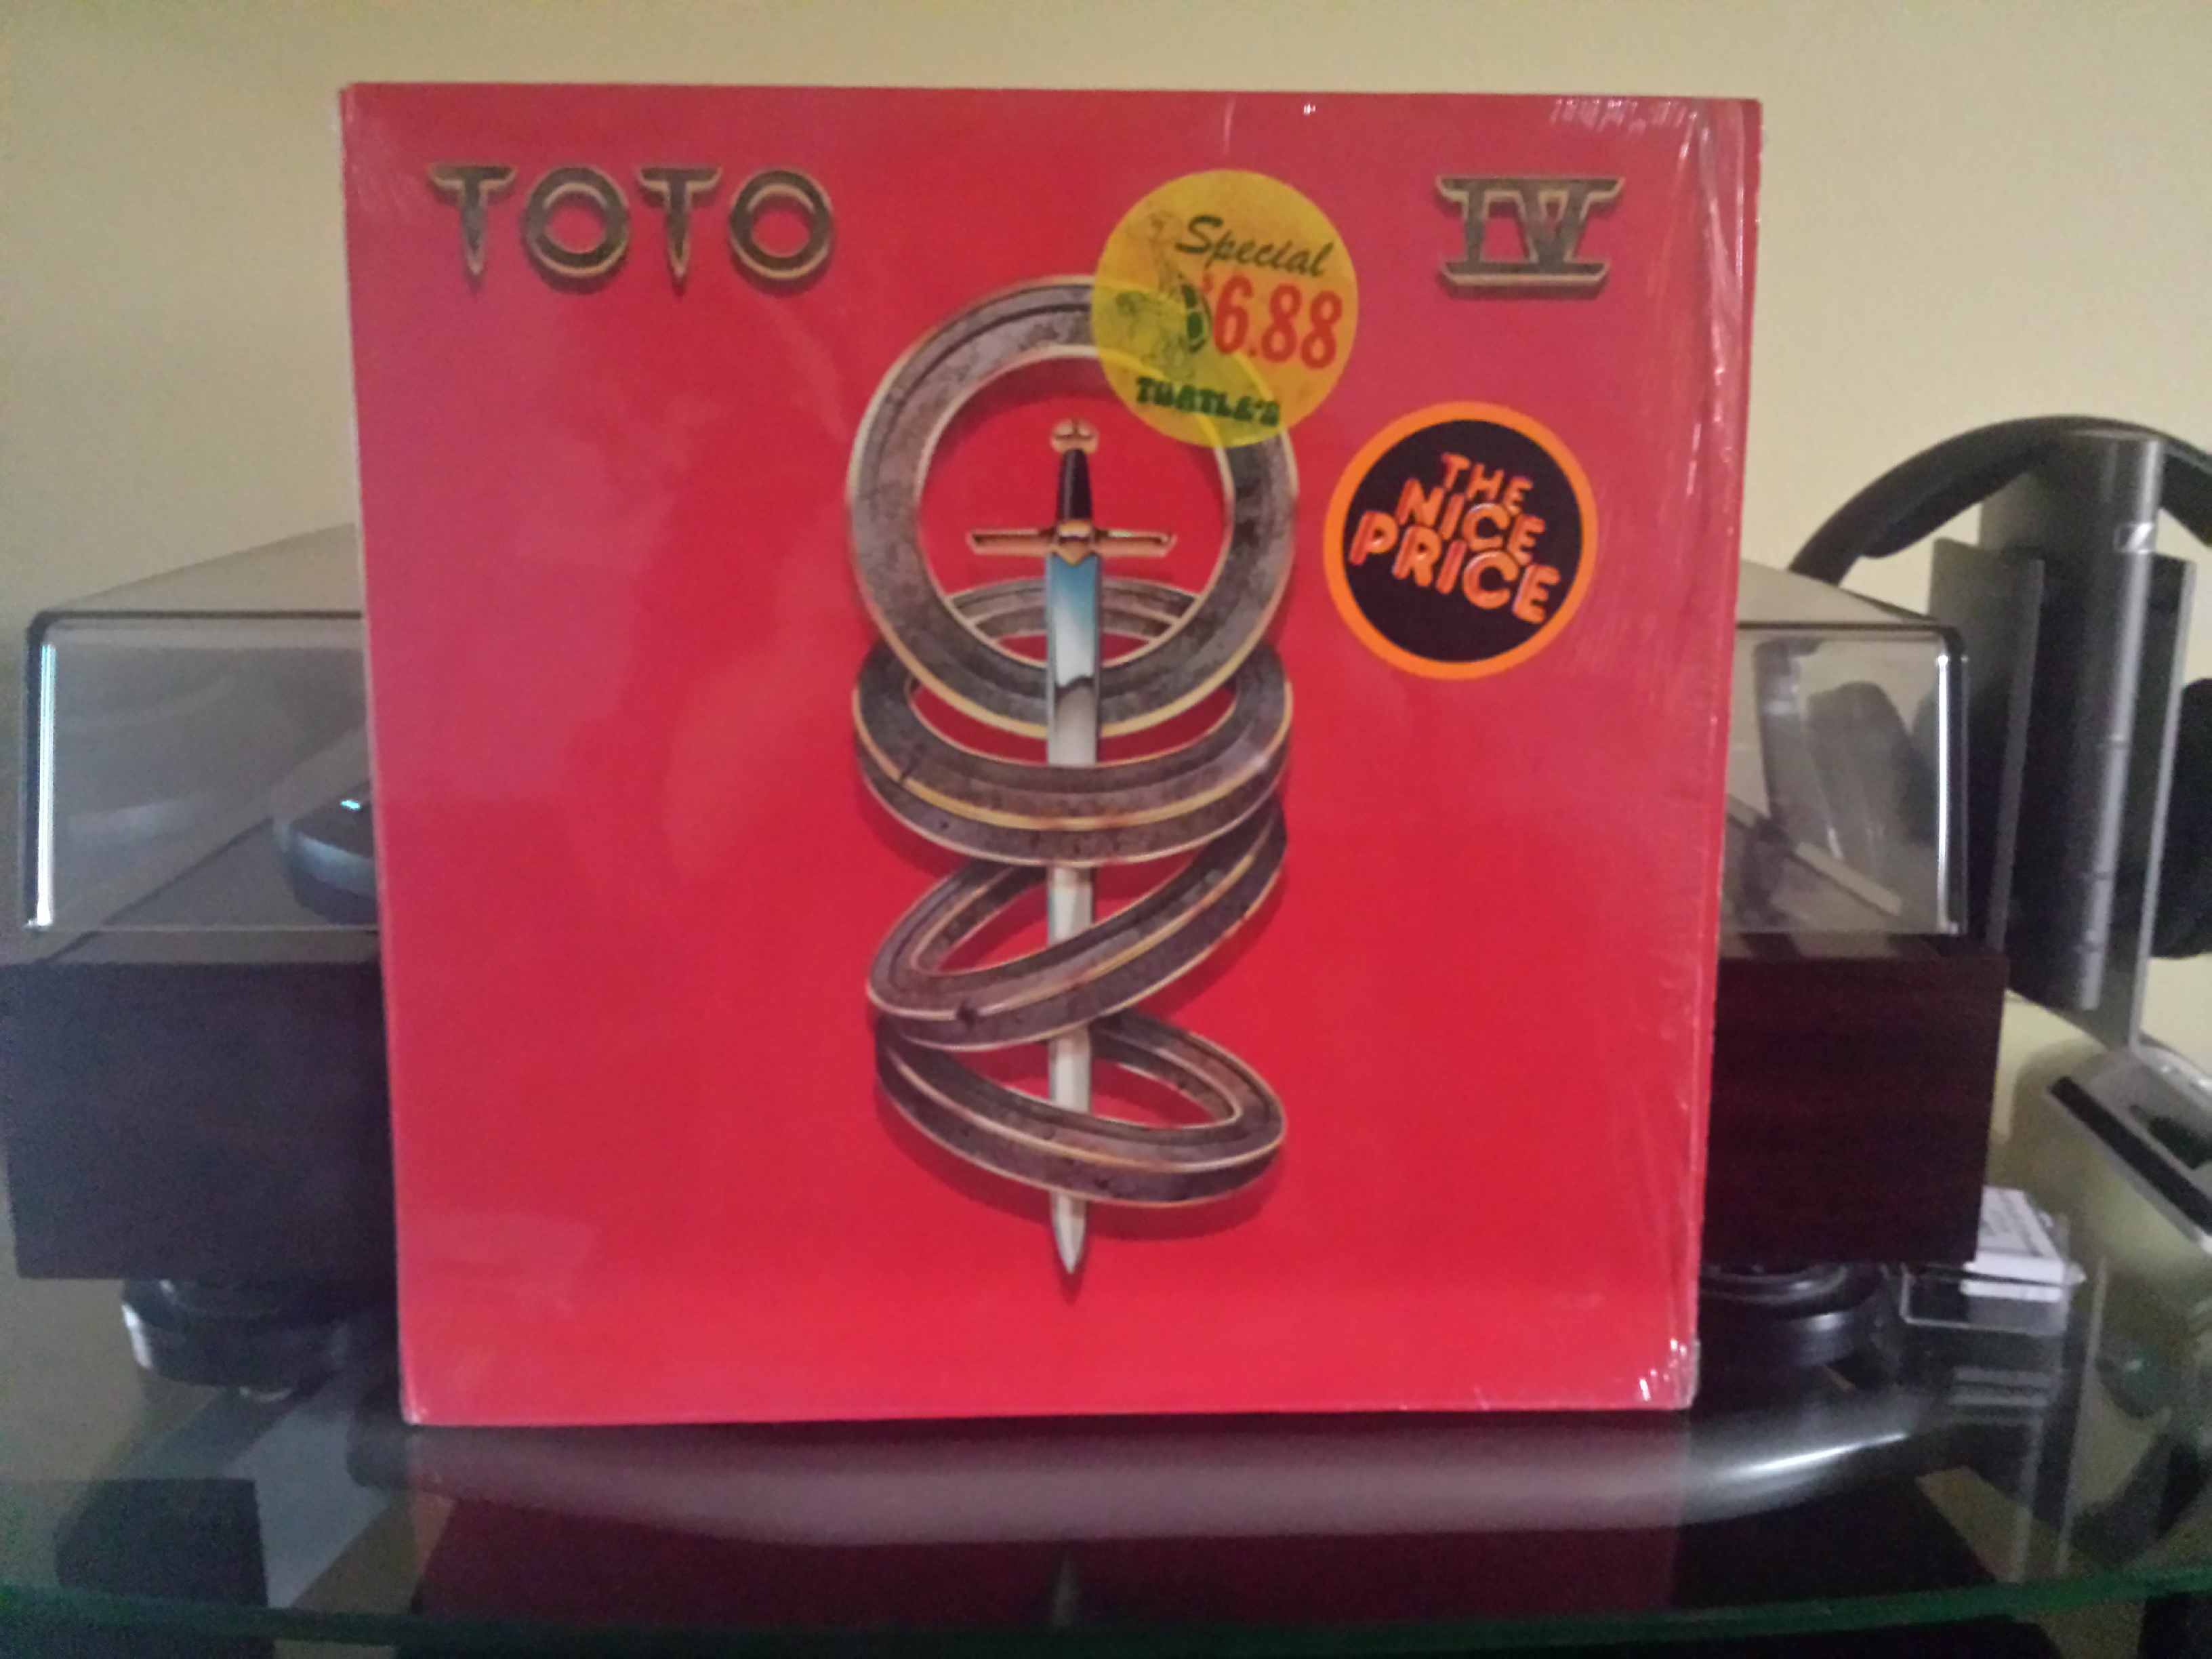 TOTO
IV
Special
$6.88
TURTLE'S
THE
NICE
PRICE